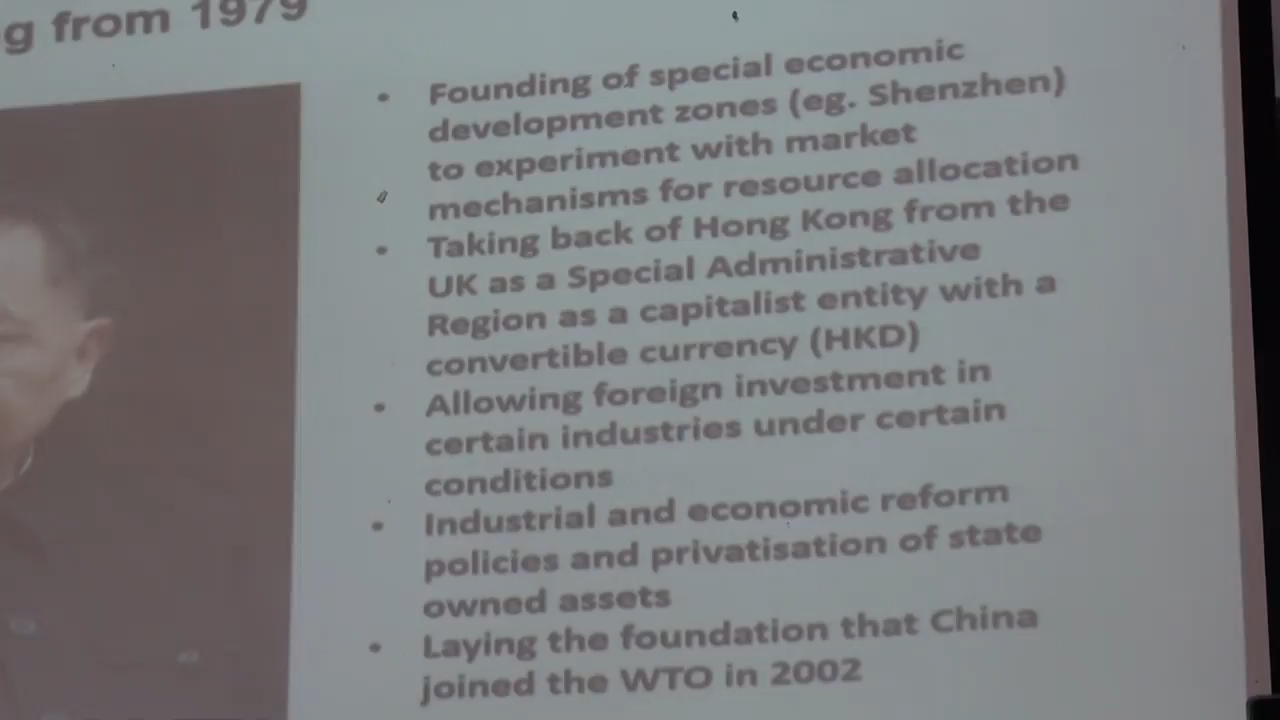 g from 1979
• Founding of special economic
development zones (eg. Shenzhen)
to experiment with market
mechanisms for resource allocation
• Taking back of Hong Kong from the
UK as a Special Administrative
Region as a capitalist entity with a
convertible currency (HKD)
• Allowing foreign investment in
certain industries under certain
conditions
• Industrial and economic reform
policies and privatisation of state
owned assets
• Laying the foundation that China
joined the WTO in 2002